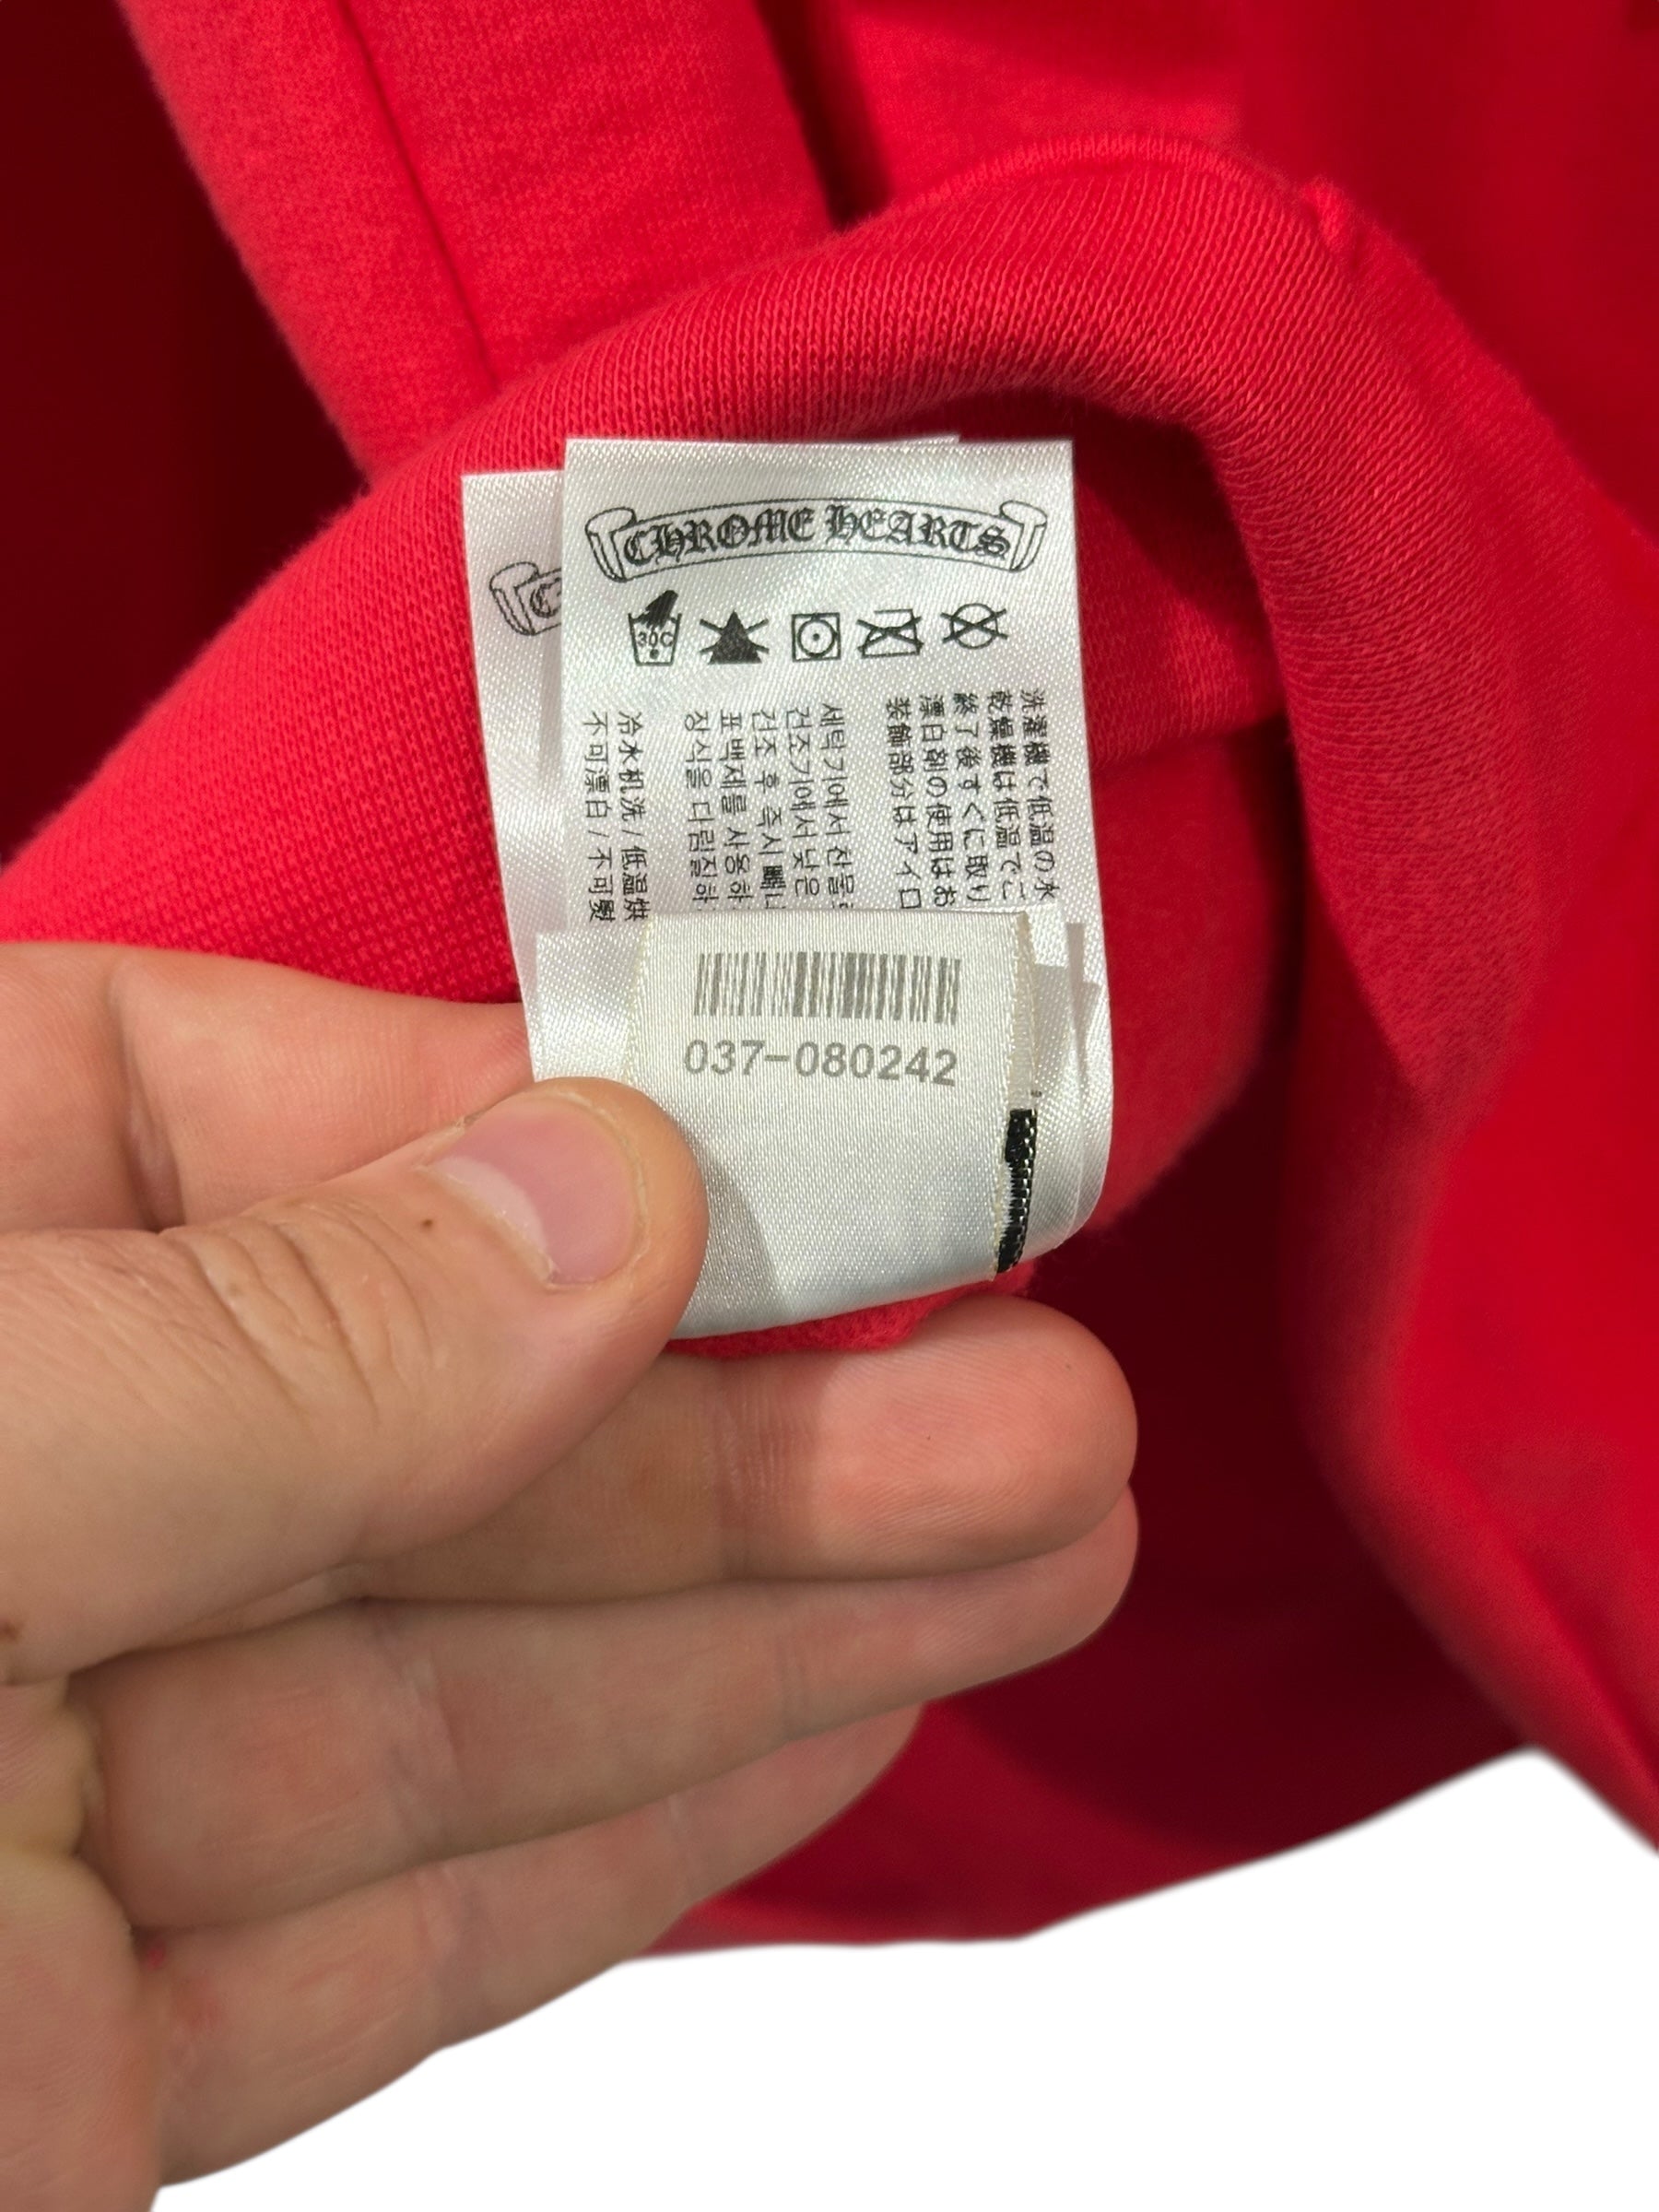 CHROME HEARTS
30C
洗濯機で低温の水
乾燥機は低温でご
終了後すぐに取り
漂白剤の使用はお
装飾部分はアイロ
세탁기에서 찬물
건조기에서 낮은
건조 후 즉시 빼니
표백제를 사용하
장식을 다림질하
冷水机洗/低温烘
不可漂白/不可熨
037-080242